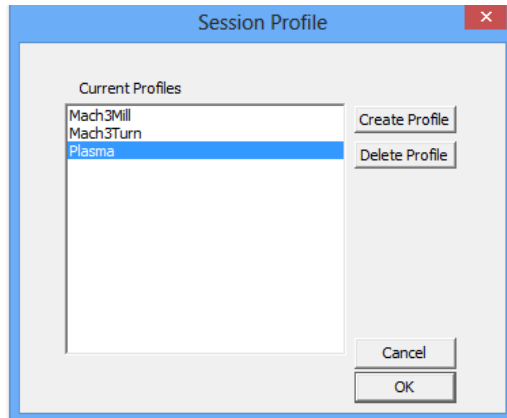 Session Profile
Current Profiles
Mach3Mill
Mach3Turn
Plasma
Create Profile
Delete Profile
Cancel
OK